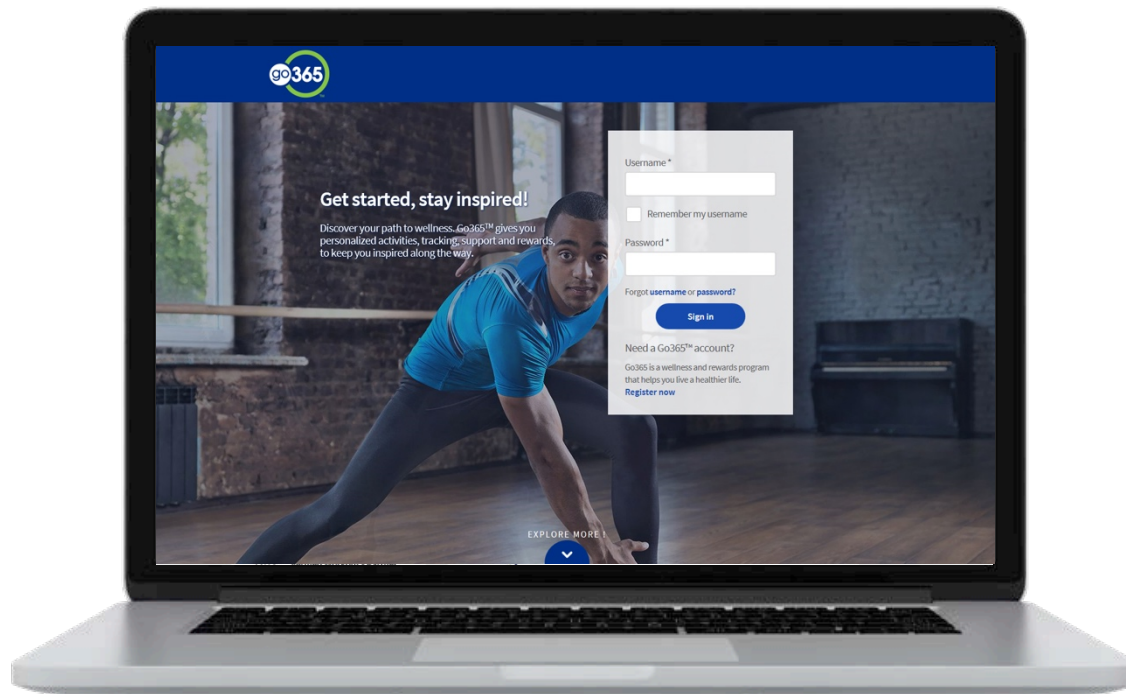 go365
Get started, stay inspired!
Discover your path to wellness. Go365™ gives you
personalized activities, tracking, support and rewards,
to keep you inspired along the way.
Username *
Remember my username
Password *
Forgot username or password?
Sign in
Need a Go365™ account?
Go365 is a wellness and rewards program
that helps you live a healthier life.
Register now
EXPLORE MORE !